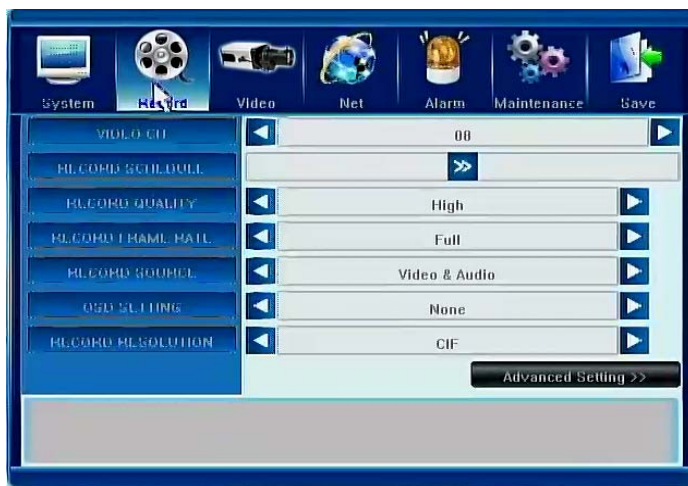 System Record Video Net Alarm Maintenance Save
VIDEO CH 08
RECORD SCHEDULE >>
RECORD QUALITY High
RECORD FRAME RATE Full
RECORD SOURCE Video & Audio
OSD SETTING None
RECORD RESOLUTION CIF
Advanced Setting >>